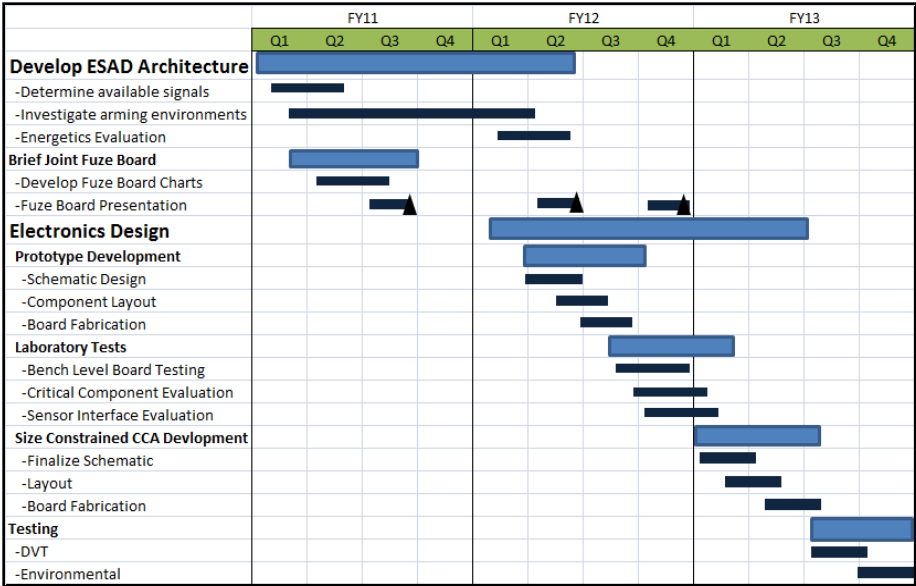 FY11 FY12 FY13
Q1 Q2 Q3 Q4 Q1 Q2 Q3 Q4 Q1 Q2 Q3 Q4
Develop ESAD Architecture
-Determine available signals
-Investigate arming environments
-Energetics Evaluation
Brief Joint Fuze Board
-Develop Fuze Board Charts
-Fuze Board Presentation
Electronics Design
Prototype Development
-Schematic Design
-Component Layout
-Board Fabrication
Laboratory Tests
-Bench Level Board Testing
-Critical Component Evaluation
-Sensor Interface Evaluation
Size Constrained CCA Devlopment
-Finalize Schematic
-Layout
-Board Fabrication
Testing
-DVT
-Environmental